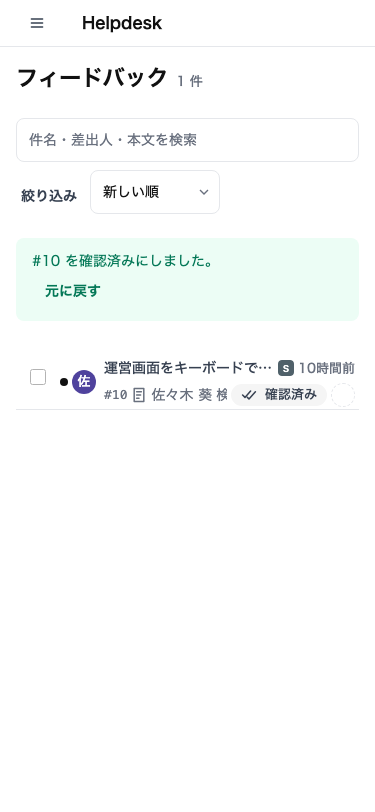 Helpdesk
フィードバック 1 件
件名・差出人・本文を検索
絞り込み 新しい順
#10 を確認済みにしました。
元に戻す
佐 運営画面をキーボードで… S 10時間前
#10 佐々木 葵 確認済み